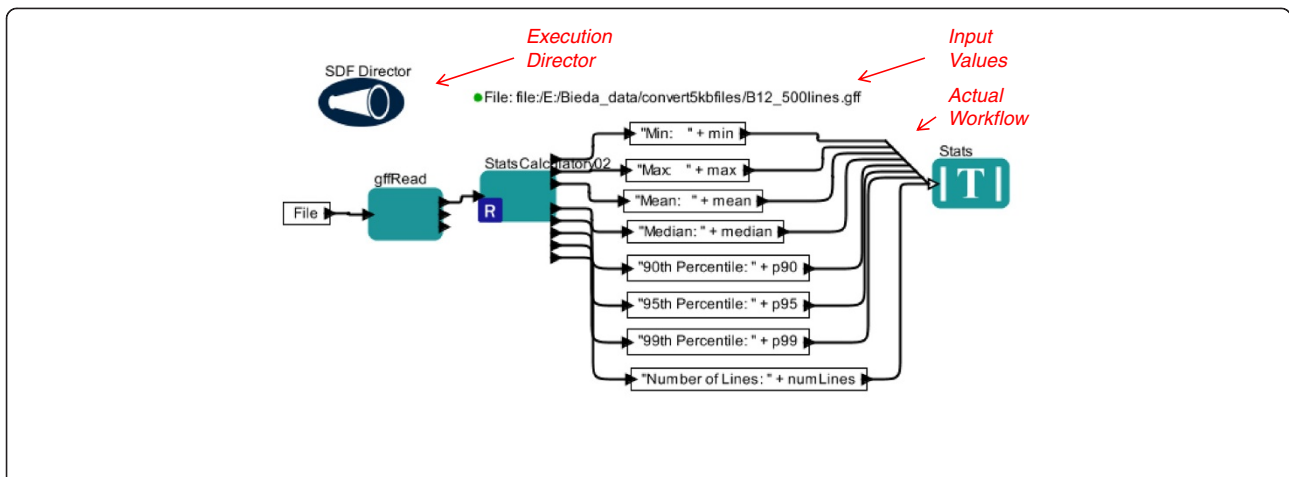 Execution
Director
Input
Values
SDF Director
File: file:/E:/Bieda_data/convert5kbfiles/B12_500lines.gff
Actual
Workflow
"Min:   " + min
Stats
StatsCalculatory02
"Max:    " + max
gffRead
T
"Mean:   " + mean
R
File
"Median: " + median
"90th Percentile: " + p90
"95th Percentile: " + p95
"99th Percentile: " + p99
"Number of Lines: " + numLines